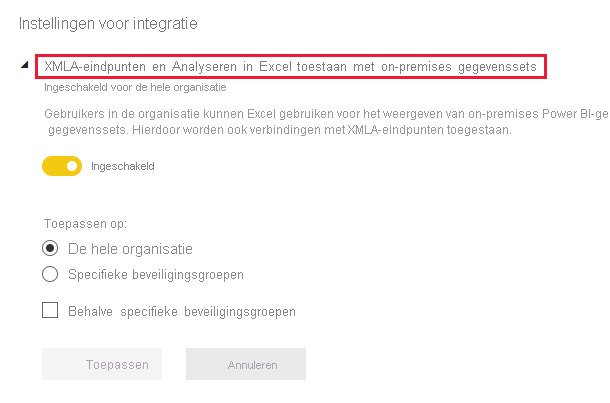 Instellingen voor integratie
XMLA-eindpunten en Analyseren in Excel toestaan met on-premises gegevenssets
Ingeschakeld voor de hele organisatie
Gebruikers in de organisatie kunnen Excel gebruiken voor het weergeven van on-premises Power BI-ge
gegevenssets. Hierdoor worden ook verbindingen met XMLA-eindpunten toegestaan.
Ingeschakeld
Toepassen op:
De hele organisatie
Specifieke beveiligingsgroepen
Behalve specifieke beveiligingsgroepen
Toepassen Annuleren